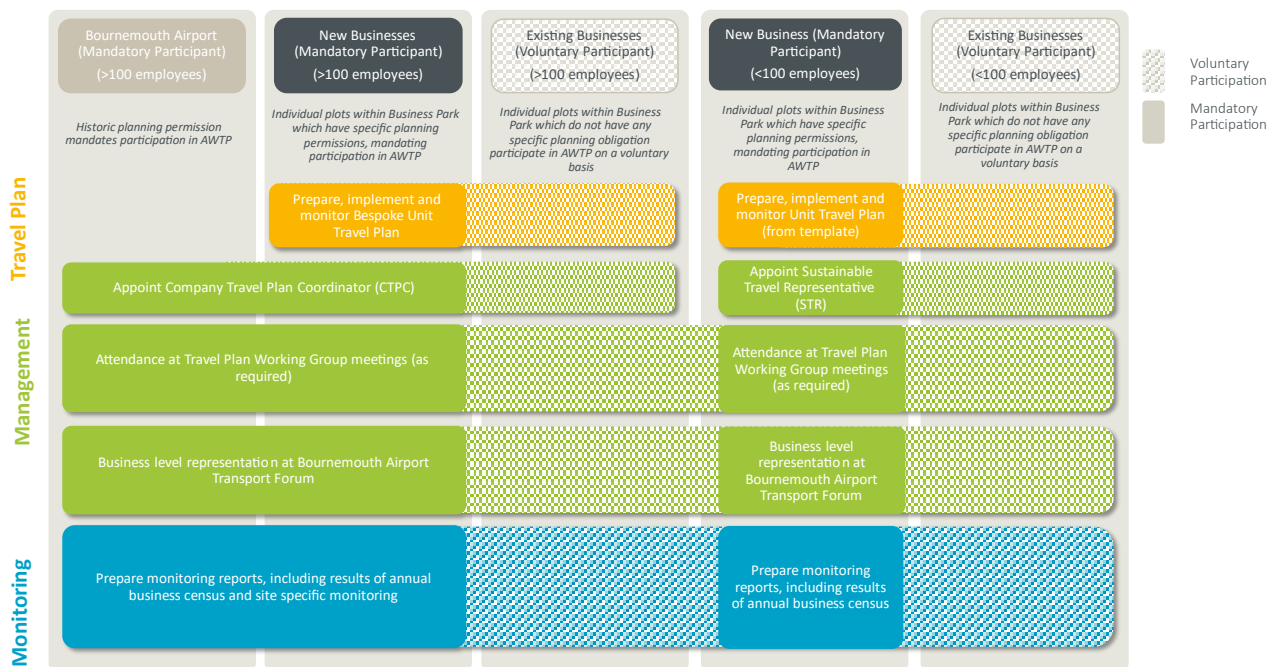 Bournemouth Airport
(Mandatory Participant)
(>100 employees)
New Businesses
(Mandatory Participant)
(>100 employees)
Existing Businesses
(Voluntary Participant)
(>100 employees)
New Business (Mandatory
Participant)
(<100 employees)
Existing Businesses
(Voluntary Participant)
(<100 employees)
Voluntary
Participation
Mandatory
Participation
Historic planning permission
mandates participation in AWTP
Individual plots within Business Park
which have specific planning
permissions, mandating
participation in AWTP
Individual plots within Business
Park which do not have any
specific planning obligation
participate in AWTP on a voluntary
basis
Individual plots within Business
Park which have specific
planning permissions,
mandating participation in
AWTP
Individual plots within Business
Park which do not have any
specific planning obligation
participate in AWTP on a
voluntary basis
Travel Plan
Prepare, implement and
monitor Bespoke Unit
Travel Plan
Prepare, implement and
monitor Unit Travel Plan
(from template)
Management
Appoint Company Travel Plan Coordinator (CTPC)
Appoint Sustainable
Travel Representative
(STR)
Attendance at Travel Plan Working Group meetings (as
required)
Attendance at Travel Plan
Working Group meetings
(as required)
Business level representation at Bournemouth Airport
Transport Forum
Business level
representation at
Bournemouth Airport
Transport Forum
Monitoring
Prepare monitoring reports, including results of annual
business census and site specific monitoring
Prepare monitoring
reports, including results
of annual business census